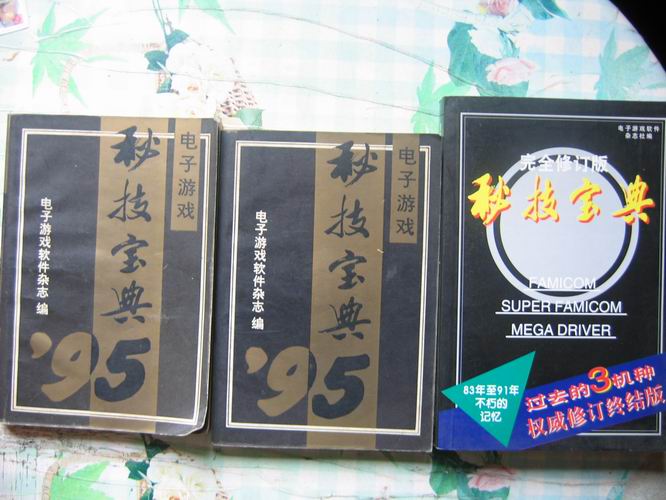 电子游戏
秘技宝典
'95
电子游戏软件杂志 编
电子游戏
秘技宝典
'95
电子游戏软件杂志 编
电子游戏软件
杂志社编
完全修订版
秘技宝典
FAMICOM
SUPER FAMICOM
MEGA DRIVER
83年至91年
不朽的
记忆
过去的3机种
权威修订终结版